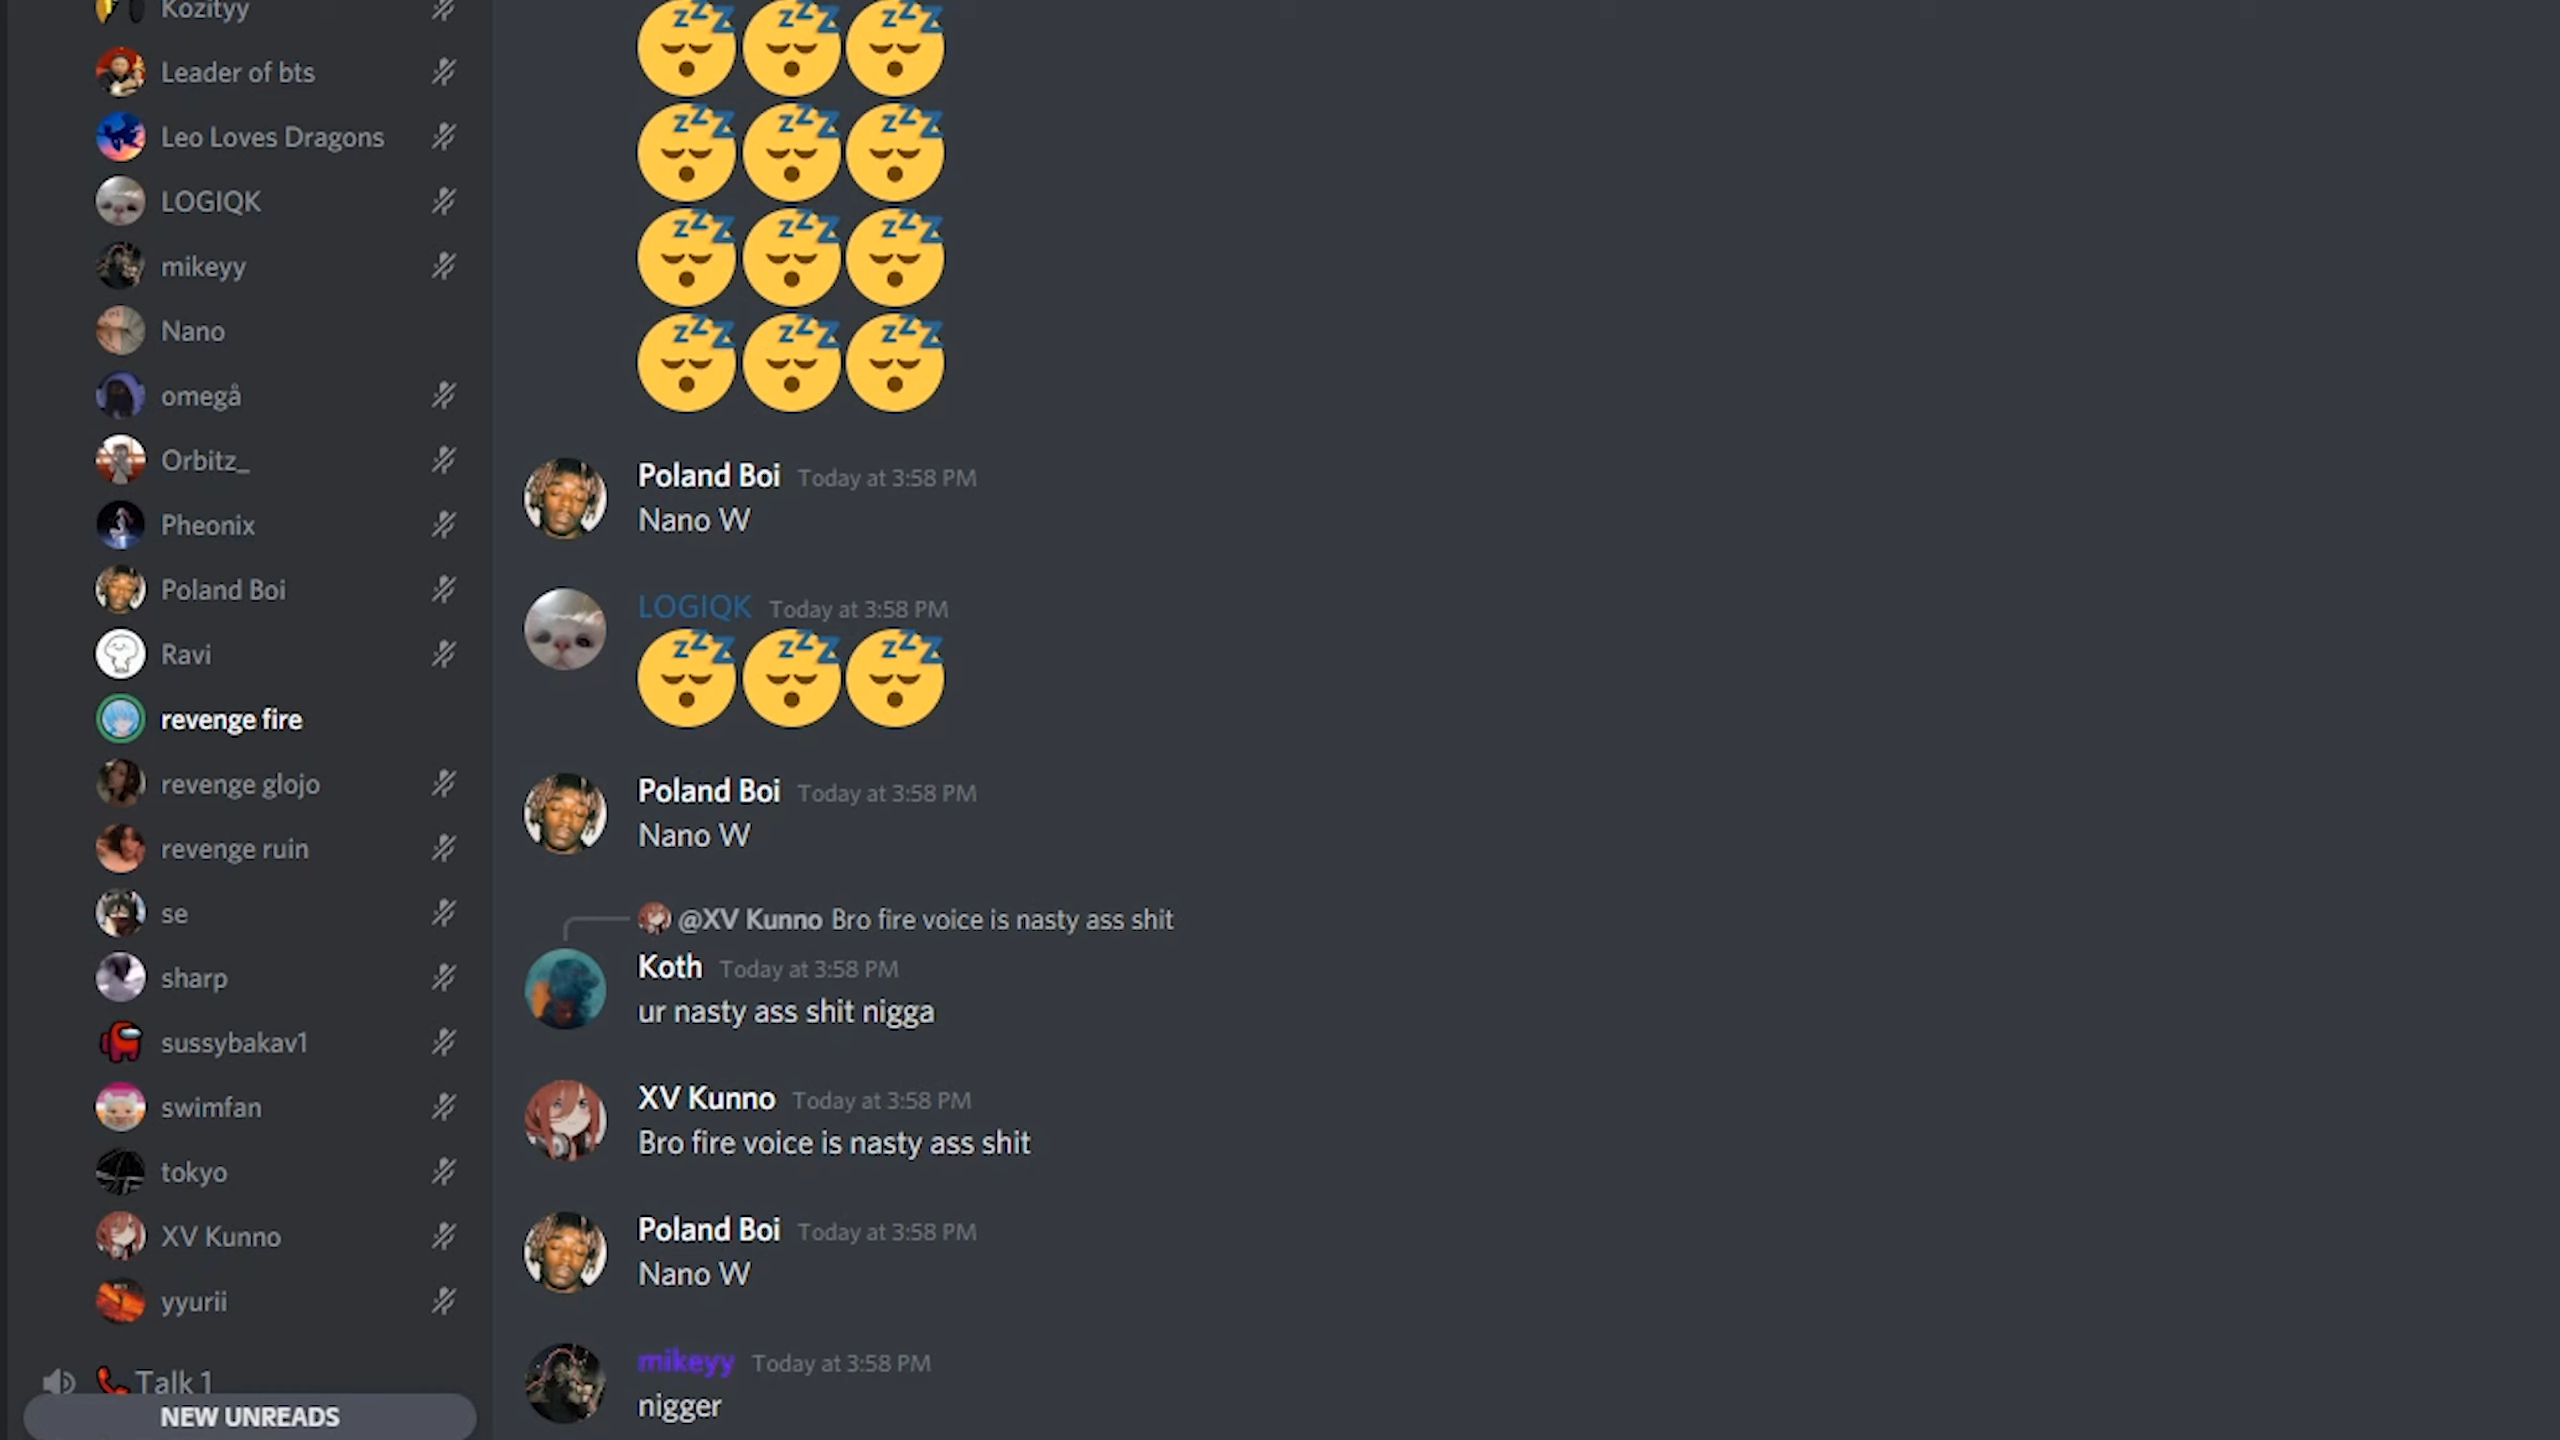 Kozityy
Leader of bts
Leo Loves Dragons
LOGIQK
mikeyy
Nano
omegå
Orbitz_
Pheonix
Poland Boi
Ravi
revenge fire
revenge glojo
revenge ruin
se
sharp
sussybakav1
swimfan
tokyo
XV Kunno
yyurii
Talk 1
NEW UNREADS
Poland Boi Today at 3:58 PM
Nano W
LOGIQK Today at 3:58 PM
Poland Boi Today at 3:58 PM
Nano W
@XV Kunno Bro fire voice is nasty ass shit
Koth Today at 3:58 PM
ur nasty ass shit nigga
XV Kunno Today at 3:58 PM
Bro fire voice is nasty ass shit
Poland Boi Today at 3:58 PM
Nano W
mikeyy Today at 3:58 PM
nigger